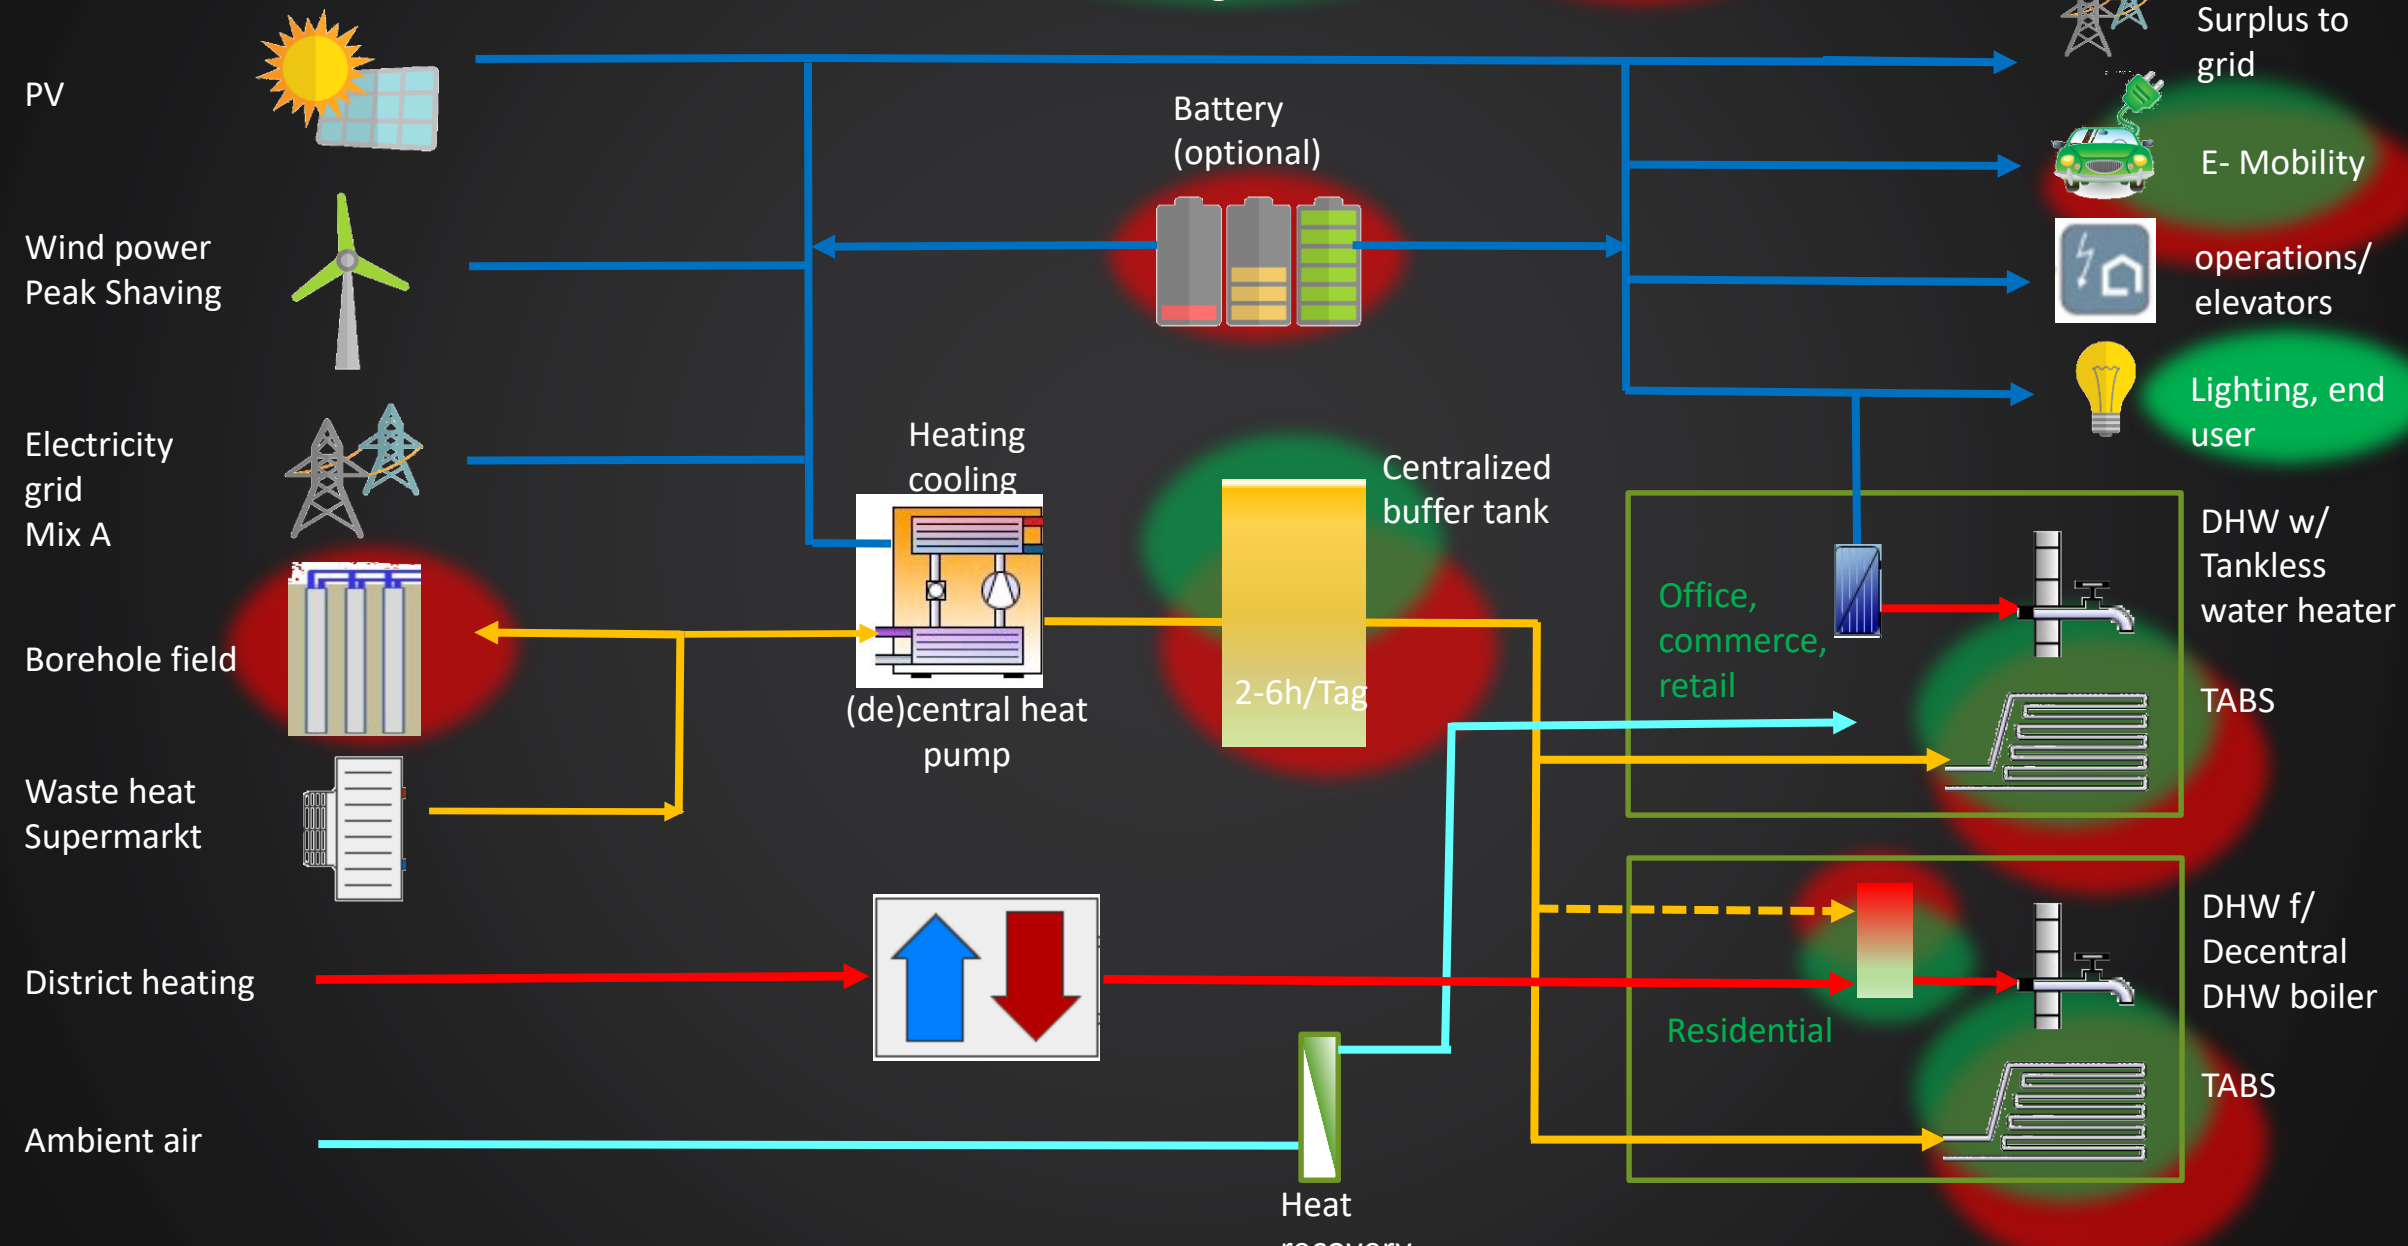 Surplus to
grid
PV
Battery
(optional)
E- Mobility
Wind power
Peak Shaving
operations/
elevators
Lighting, end
user
Electricity
grid
Mix A
Heating
cooling
Centralized
buffer tank
DHW w/
Tankless
water heater
Office,
commerce,
retail
Borehole field
2-6h/Tag
(de)central heat
pump
TABS
Waste heat
Supermarkt
DHW f/
Decentral
DHW boiler
District heating
Residential
TABS
Ambient air
Heat